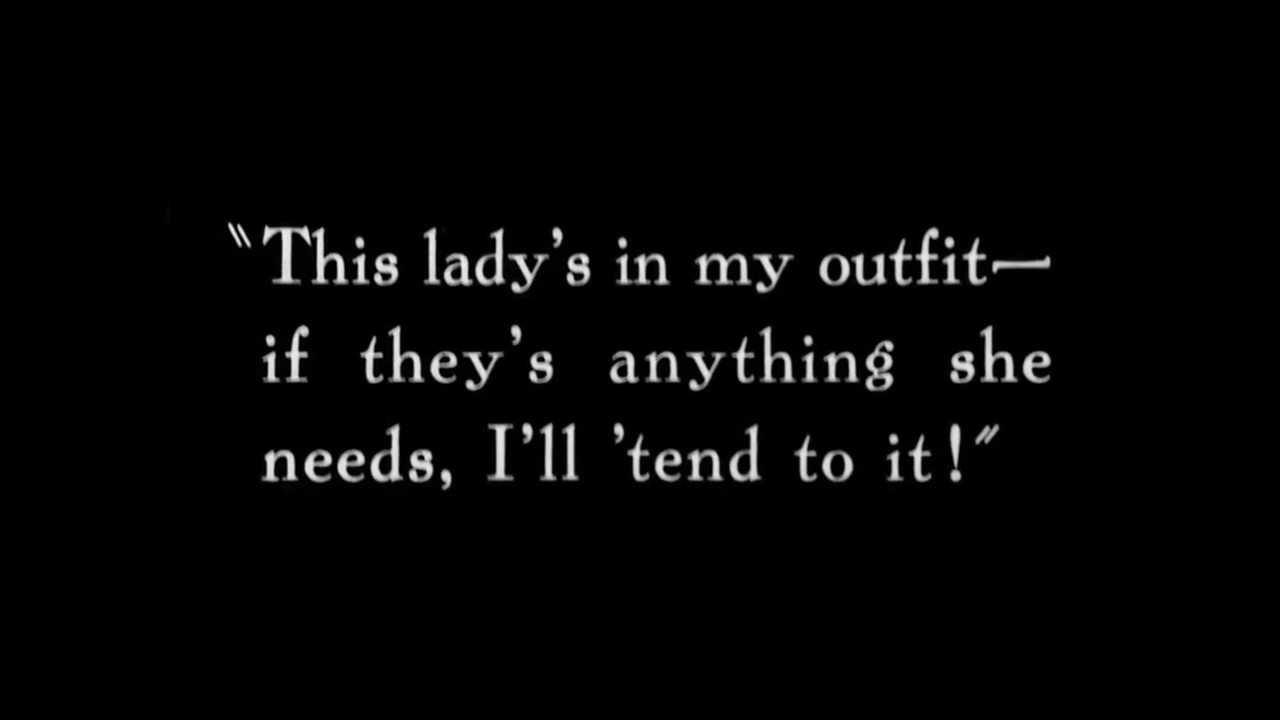 "This lady's in my outfit—
if they's anything she
needs, I'll 'tend to it!"